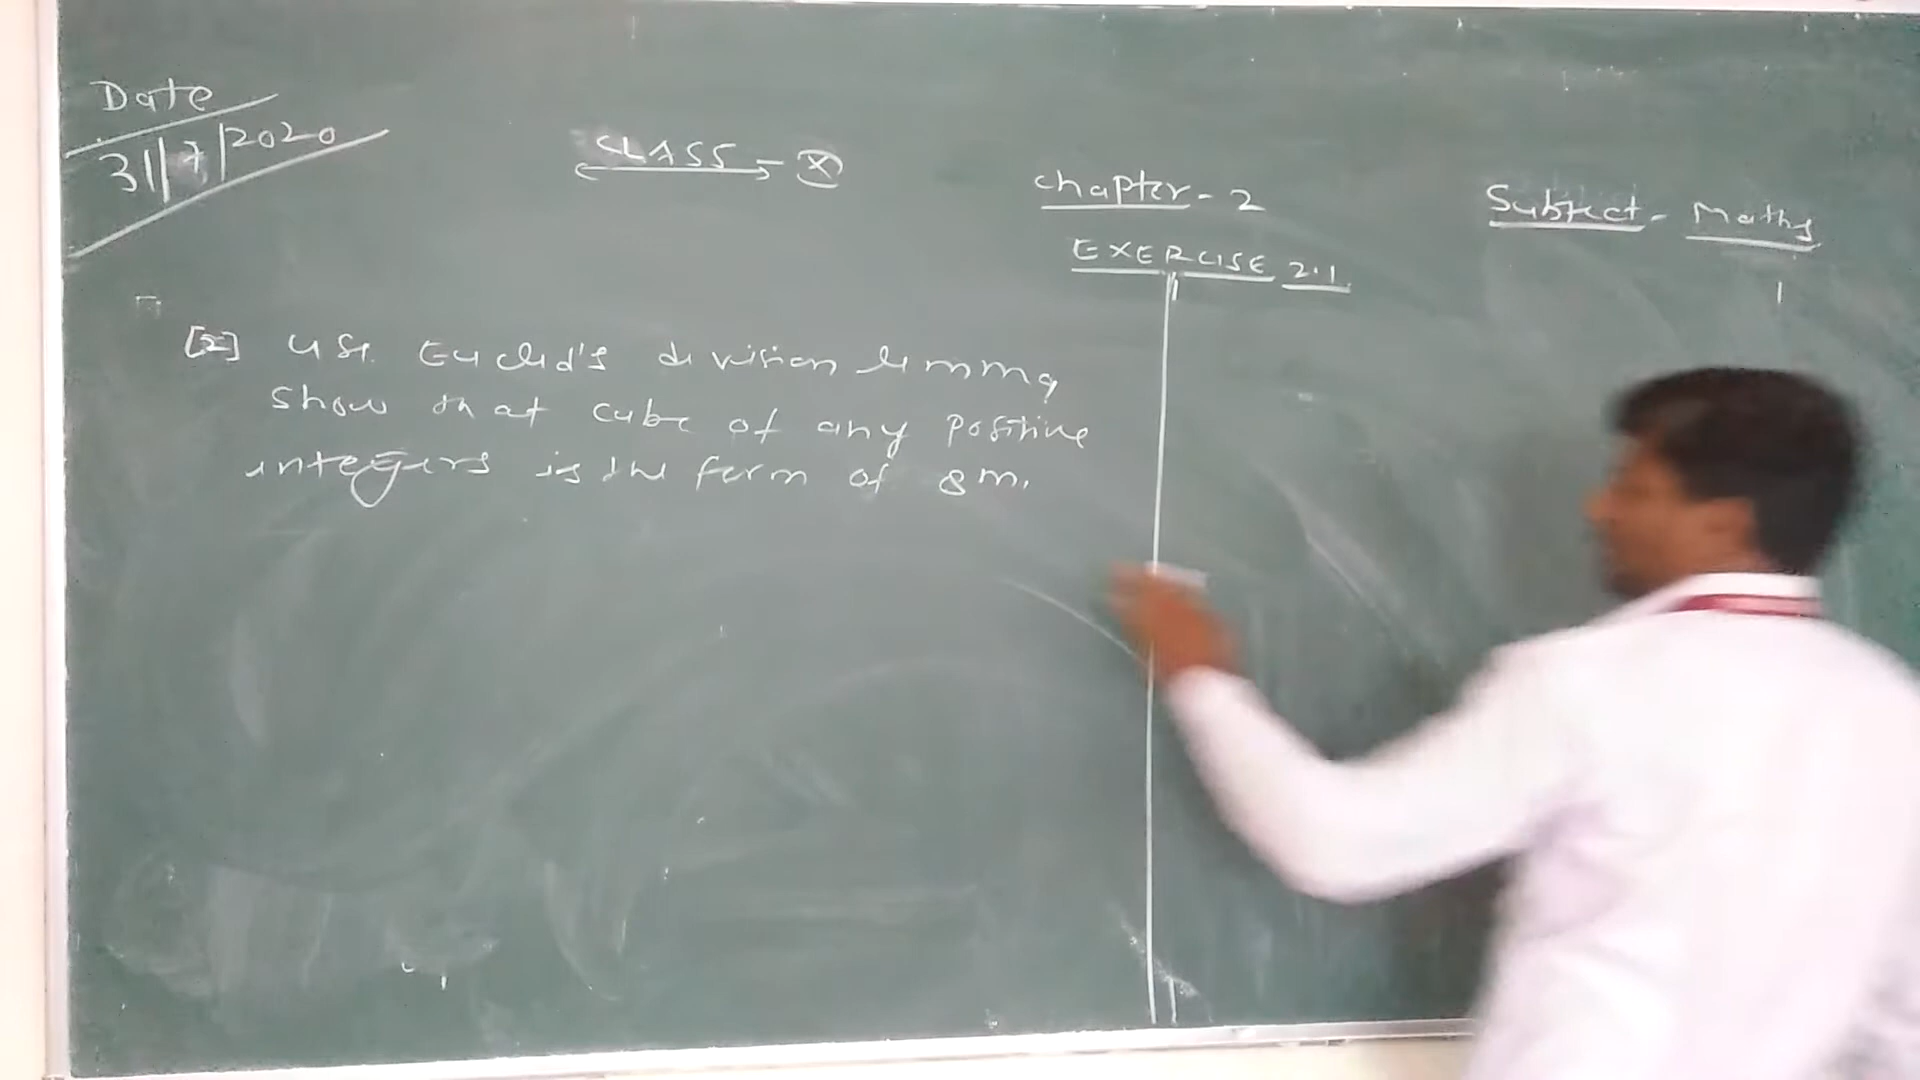 Date
31/7/2020
CLASS - X
Chapter - 2
Subject - Maths
EXERCISE 2.1
[2] Use Euclid's division lemma
show that cube of any positive
integers is the form of 8m.